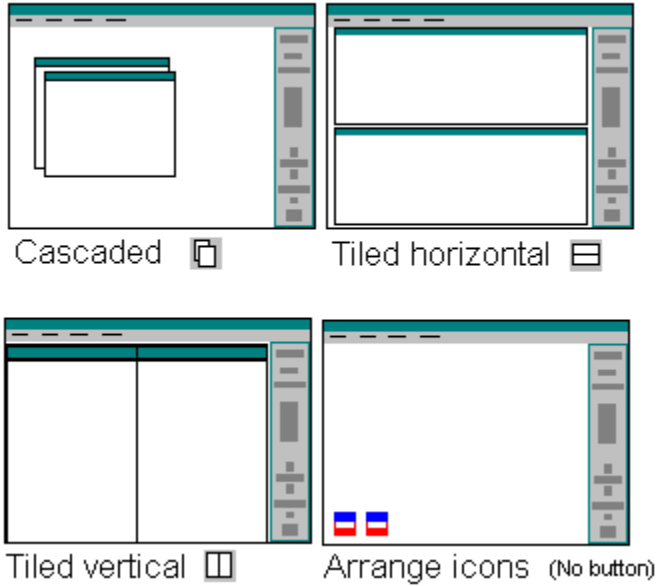 Cascaded
Tiled horizontal
Tiled vertical
Arrange icons (No button)